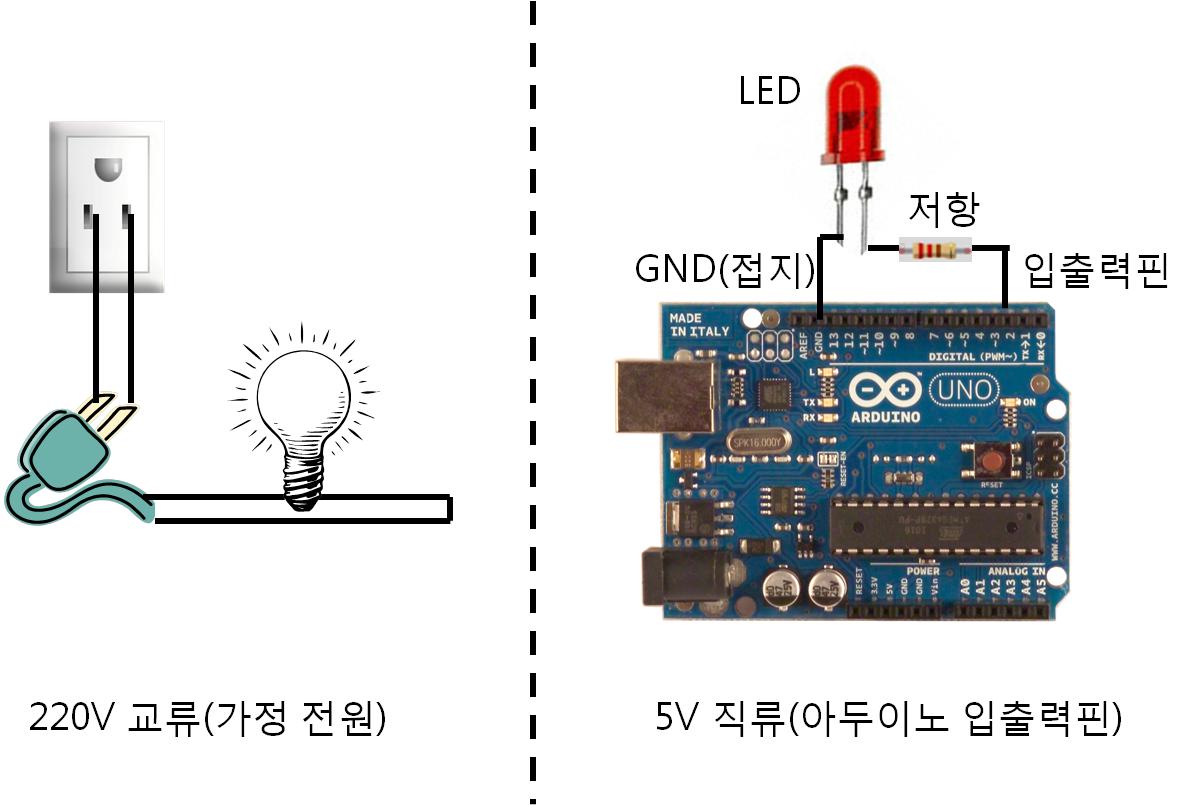 LED
저항
GND(접지)
입출력핀
MADE
IN ITALY
AREF
GND
13
12
~11
~10
~9
8
7
~6
~5
4
~3
2
TX→1
RX←0
DIGITAL (PWM~)
L
TX
RX
ARDUINO
UNO
ON
SPK16.000Y
RESET-EN
ICSP
RESET
WWW.ARDUINO.CC
POWER
ANALOG IN
RESET
3.3V
5V
GND
GND
Vin
A0
A1
A2
A3
A4
A5
220V 교류(가정 전원)
5V 직류(아두이노 입출력핀)